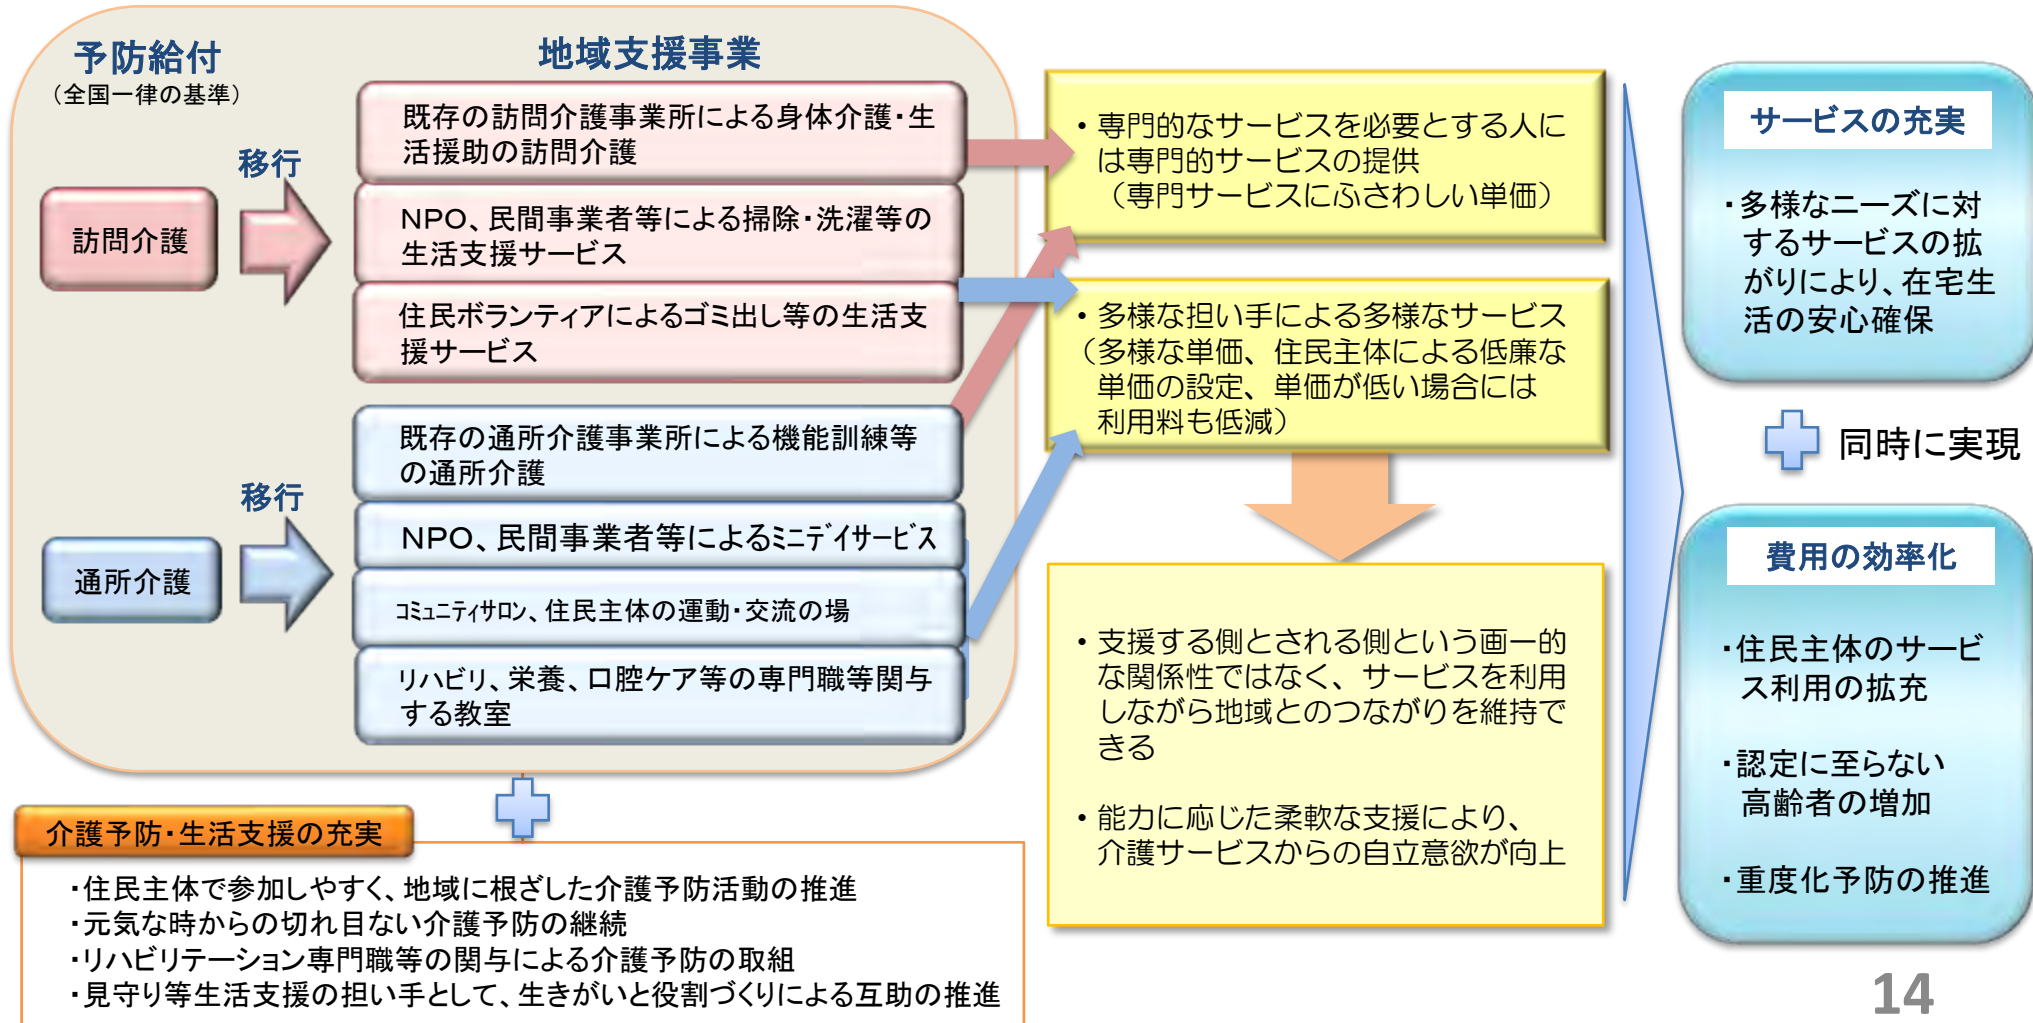 予防給付
（全国一律の基準）
地域支援事業
移行
訪問介護
既存の訪問介護事業所による身体介護・生
活援助の訪問介護
NPO、民間事業者等による掃除・洗濯等の
生活支援サービス
住民ボランティアによるゴミ出し等の生活支
援サービス
移行
通所介護
既存の通所介護事業所による機能訓練等
の通所介護
NPO、民間事業者等によるミニデイサービス
コミュニティサロン、住民主体の運動・交流の場
リハビリ、栄養、口腔ケア等の専門職等関与
する教室
・専門的なサービスを必要とする人に
は専門的サービスの提供
（専門サービスにふさわしい単価）
・多様な担い手による多様なサービス
（多様な単価、住民主体による低廉な
単価の設定、単価が低い場合には
利用料も低減）
・支援する側とされる側という画一的
な関係性ではなく、サービスを利用
しながら地域とのつながりを維持で
きる
・能力に応じた柔軟な支援により、
介護サービスからの自立意欲が向上
サービスの充実
・多様なニーズに対
するサービスの拡
がりにより、在宅生
活の安心確保
同時に実現
費用の効率化
・住民主体のサービ
ス利用の拡充
・認定に至らない
高齢者の増加
・重度化予防の推進
介護予防・生活支援の充実
・住民主体で参加しやすく、地域に根ざした介護予防活動の推進
・元気な時からの切れ目ない介護予防の継続
・リハビリテーション専門職等の関与による介護予防の取組
・見守り等生活支援の担い手として、生きがいと役割づくりによる互助の推進
14